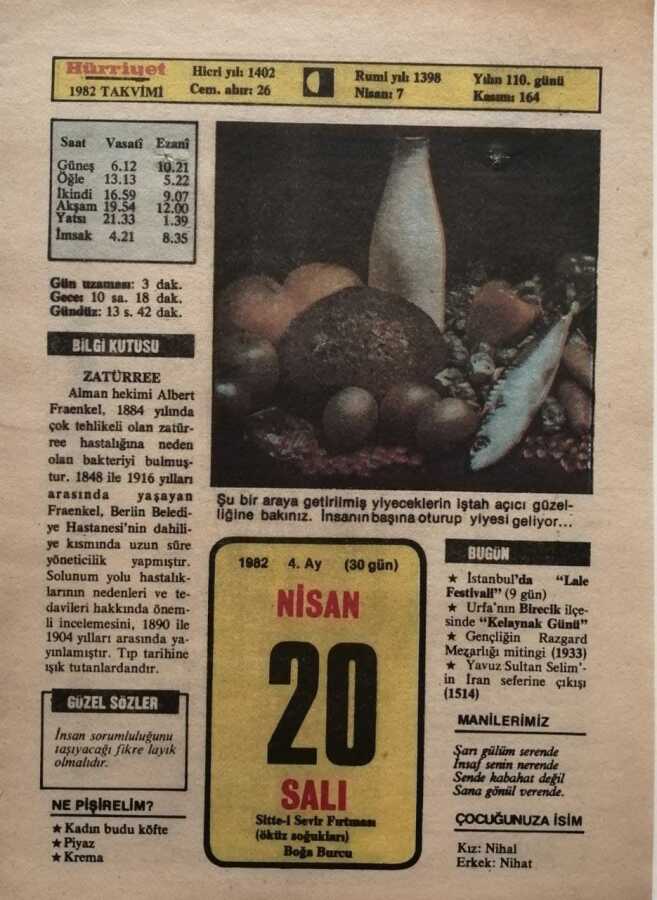 Hürriyet
1982 TAKVİMİ
Hicri yılı: 1402
Cem. ahır: 26
Rumi yılı: 1398
Nisan: 7
Yılın 110. günü
Kasım: 164
Saat Vasatî Ezanî
Güneş 6.12 10.21
Öğle 13.13 5.22
İkindi 16.59 9.07
Akşam 19.54 12.00
Yatsı 21.33 1.39
İmsak 4.21 8.35
Gün uzaması: 3 dak.
Gece: 10 sa. 18 dak.
Gündüz: 13 s. 42 dak.
BİLGİ KUTUSU
ZATÜRREE
Alman hekimi Albert
Fraenkel, 1884 yılında
çok tehlikeli olan zatür-
ree hastalığına neden
olan bakteriyi bulmuş-
tur. 1848 ile 1916 yılları
arasında yaşayan
Fraenkel, Berlin Beledi-
ye Hastanesi'nin dahili-
ye kısmında uzun süre
yöneticilik yapmıştır.
Solunum yolu hastalık-
larının nedenleri ve te-
davileri hakkında önem-
li incelemesini, 1890 ile
1904 yılları arasında ya-
yınlamıştır. Tıp tarihine
ışık tutanlardandır.
GÜZEL SÖZLER
İnsan sorumluluğunu
taşıyacağı fikre layık
olmalıdır.
NE PİŞİRELİM?
★ Kadın budu köfte
★ Piyaz
★ Krema
Şu bir araya getirilmiş yiyeceklerin iştah açıcı güzel-
liğine bakınız. İnsanın başına oturup yiyesi geliyor...
1982 4. Ay (30 gün)
NİSAN
20
SALI
Sitte-i Sevir Fırtınası
(öküz soğukları)
Boğa Burcu
BUGÜN
★ İstanbul'da "Lale
Festivali" (9 gün)
★ Urfa'nın Birecik ilçe-
sinde "Kelaynak Günü"
★ Gençliğin Razgard
Mezarlığı mitingi (1933)
★ Yavuz Sultan Selim'-
in İran seferine çıkışı
(1514)
MANİLERİMİZ
Sarı gülüm serende
İnsaf senin nerende
Sende kabahat değil
Sana gönül verende.
ÇOCUĞUNUZA İSİM
Kız: Nihal
Erkek: Nihat